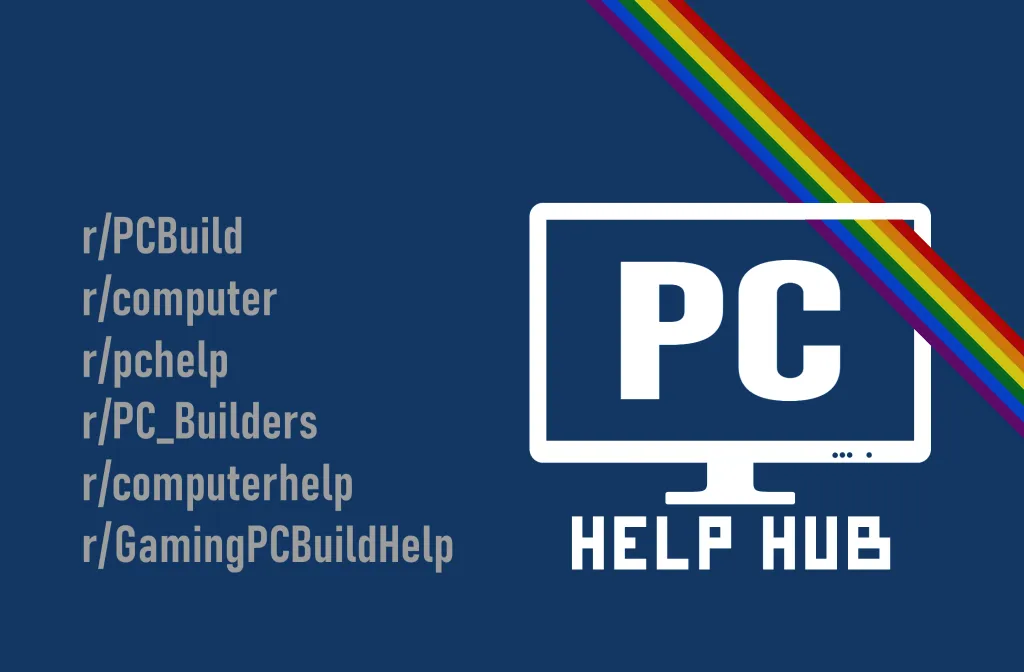 r/PCBuild
r/computer
r/pchelp
r/PC_Builders
r/computerhelp
r/GamingPCBuildHelp
PC
HELP HUB